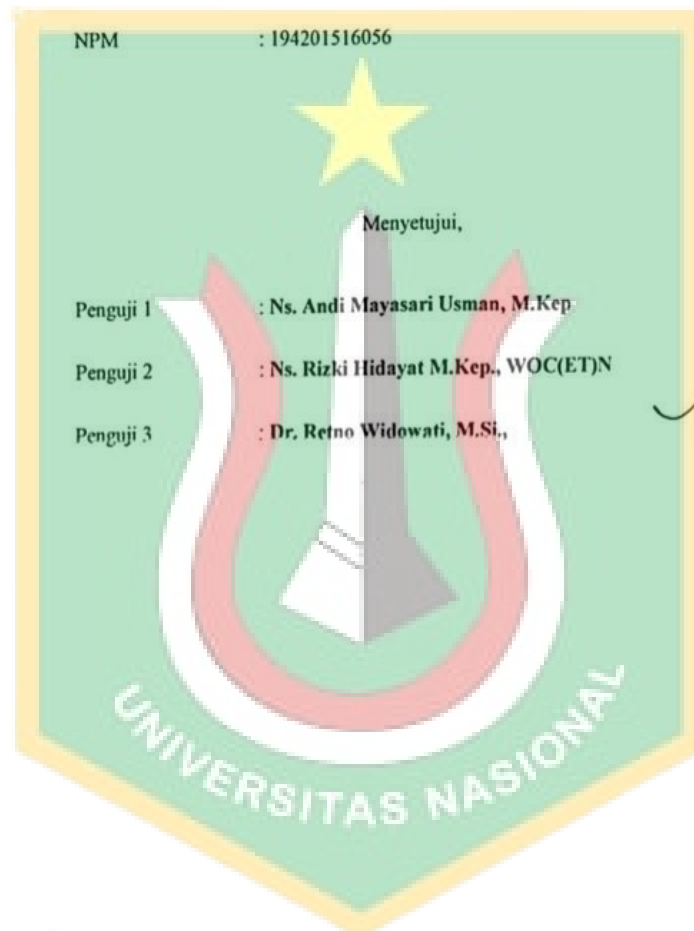 NPM : 194201516056
Menyetujui,
Penguji 1 : Ns. Andi Mayasari Usman, M.Kep
Penguji 2 : Ns. Rizki Hidayat M.Kep., WOC(ET)N
Penguji 3 : Dr. Retno Widowati, M.Si.,
UNIVERSITAS NASIONAL